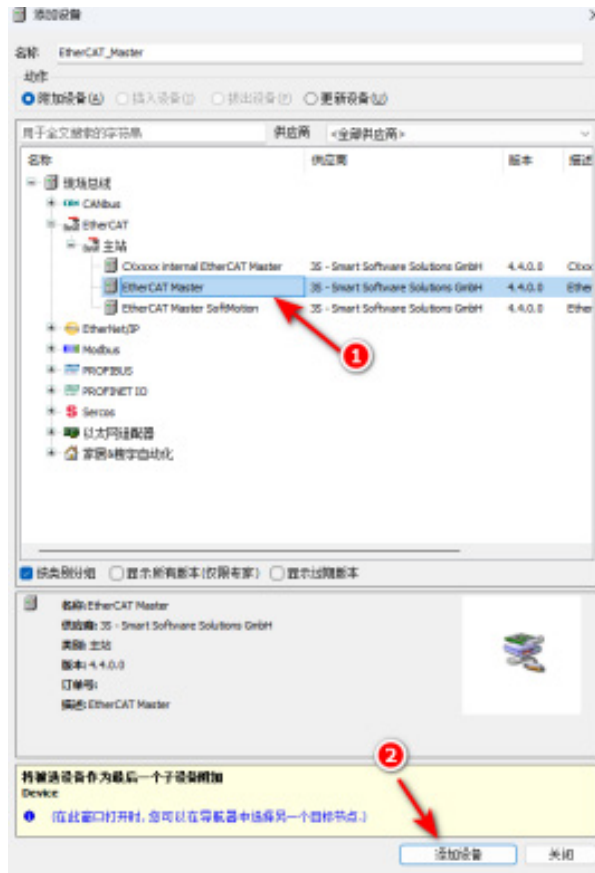 添加设备
名称 EtherCAT_Master
动作
附加设备(A) 插入设备(I) 拔出设备(P) 更新设备(U)
用于全文搜索的字符串 供应商 <全部供应商>
名称 供应商 版本 描述
现场总线
CANbus
EtherCAT
主站
CIxxxx internal EtherCAT Master 3S - Smart Software Solutions GmbH 4.4.0.0
EtherCAT Master 3S - Smart Software Solutions GmbH 4.4.0.0 Ether
EtherCAT Master SoftMotion 3S - Smart Software Solutions GmbH 4.4.0.0 Ether
1
EtherNet/IP
Modbus
PROFIBUS
PROFINET IO
Sercos
以太网适配器
家居&楼宇自动化
按类别分组 显示所有版本(仅限专家) 显示过期版本
名称: EtherCAT Master
供应商: 3S - Smart Software Solutions GmbH
类别: 主站
版本: 4.4.0.0
订单号:
描述: EtherCAT Master
2
将被选设备作为最后一个子设备附加
Device
(在此窗口打开时, 您可以在导航器中选择另一个目标节点.)
添加设备 关闭